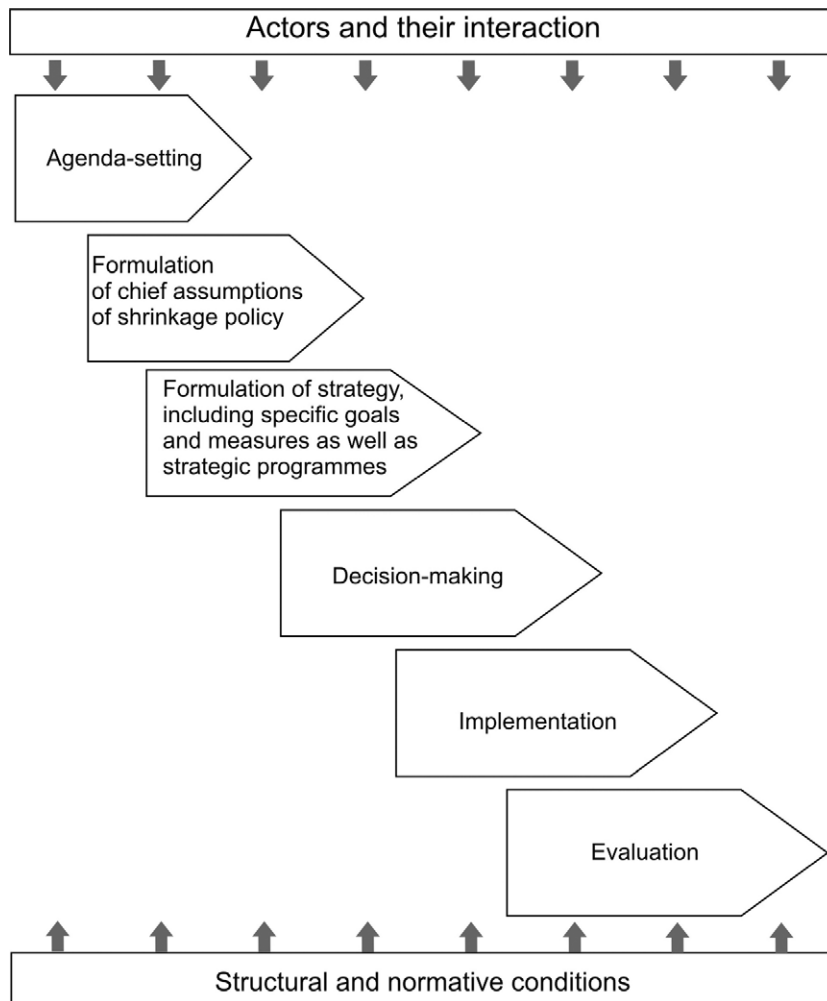 Actors and their interaction
Agenda-setting
Formulation
of chief assumptions
of shrinkage policy
Formulation of strategy,
including specific goals
and measures as well as
strategic programmes
Decision-making
Implementation
Evaluation
Structural and normative conditions